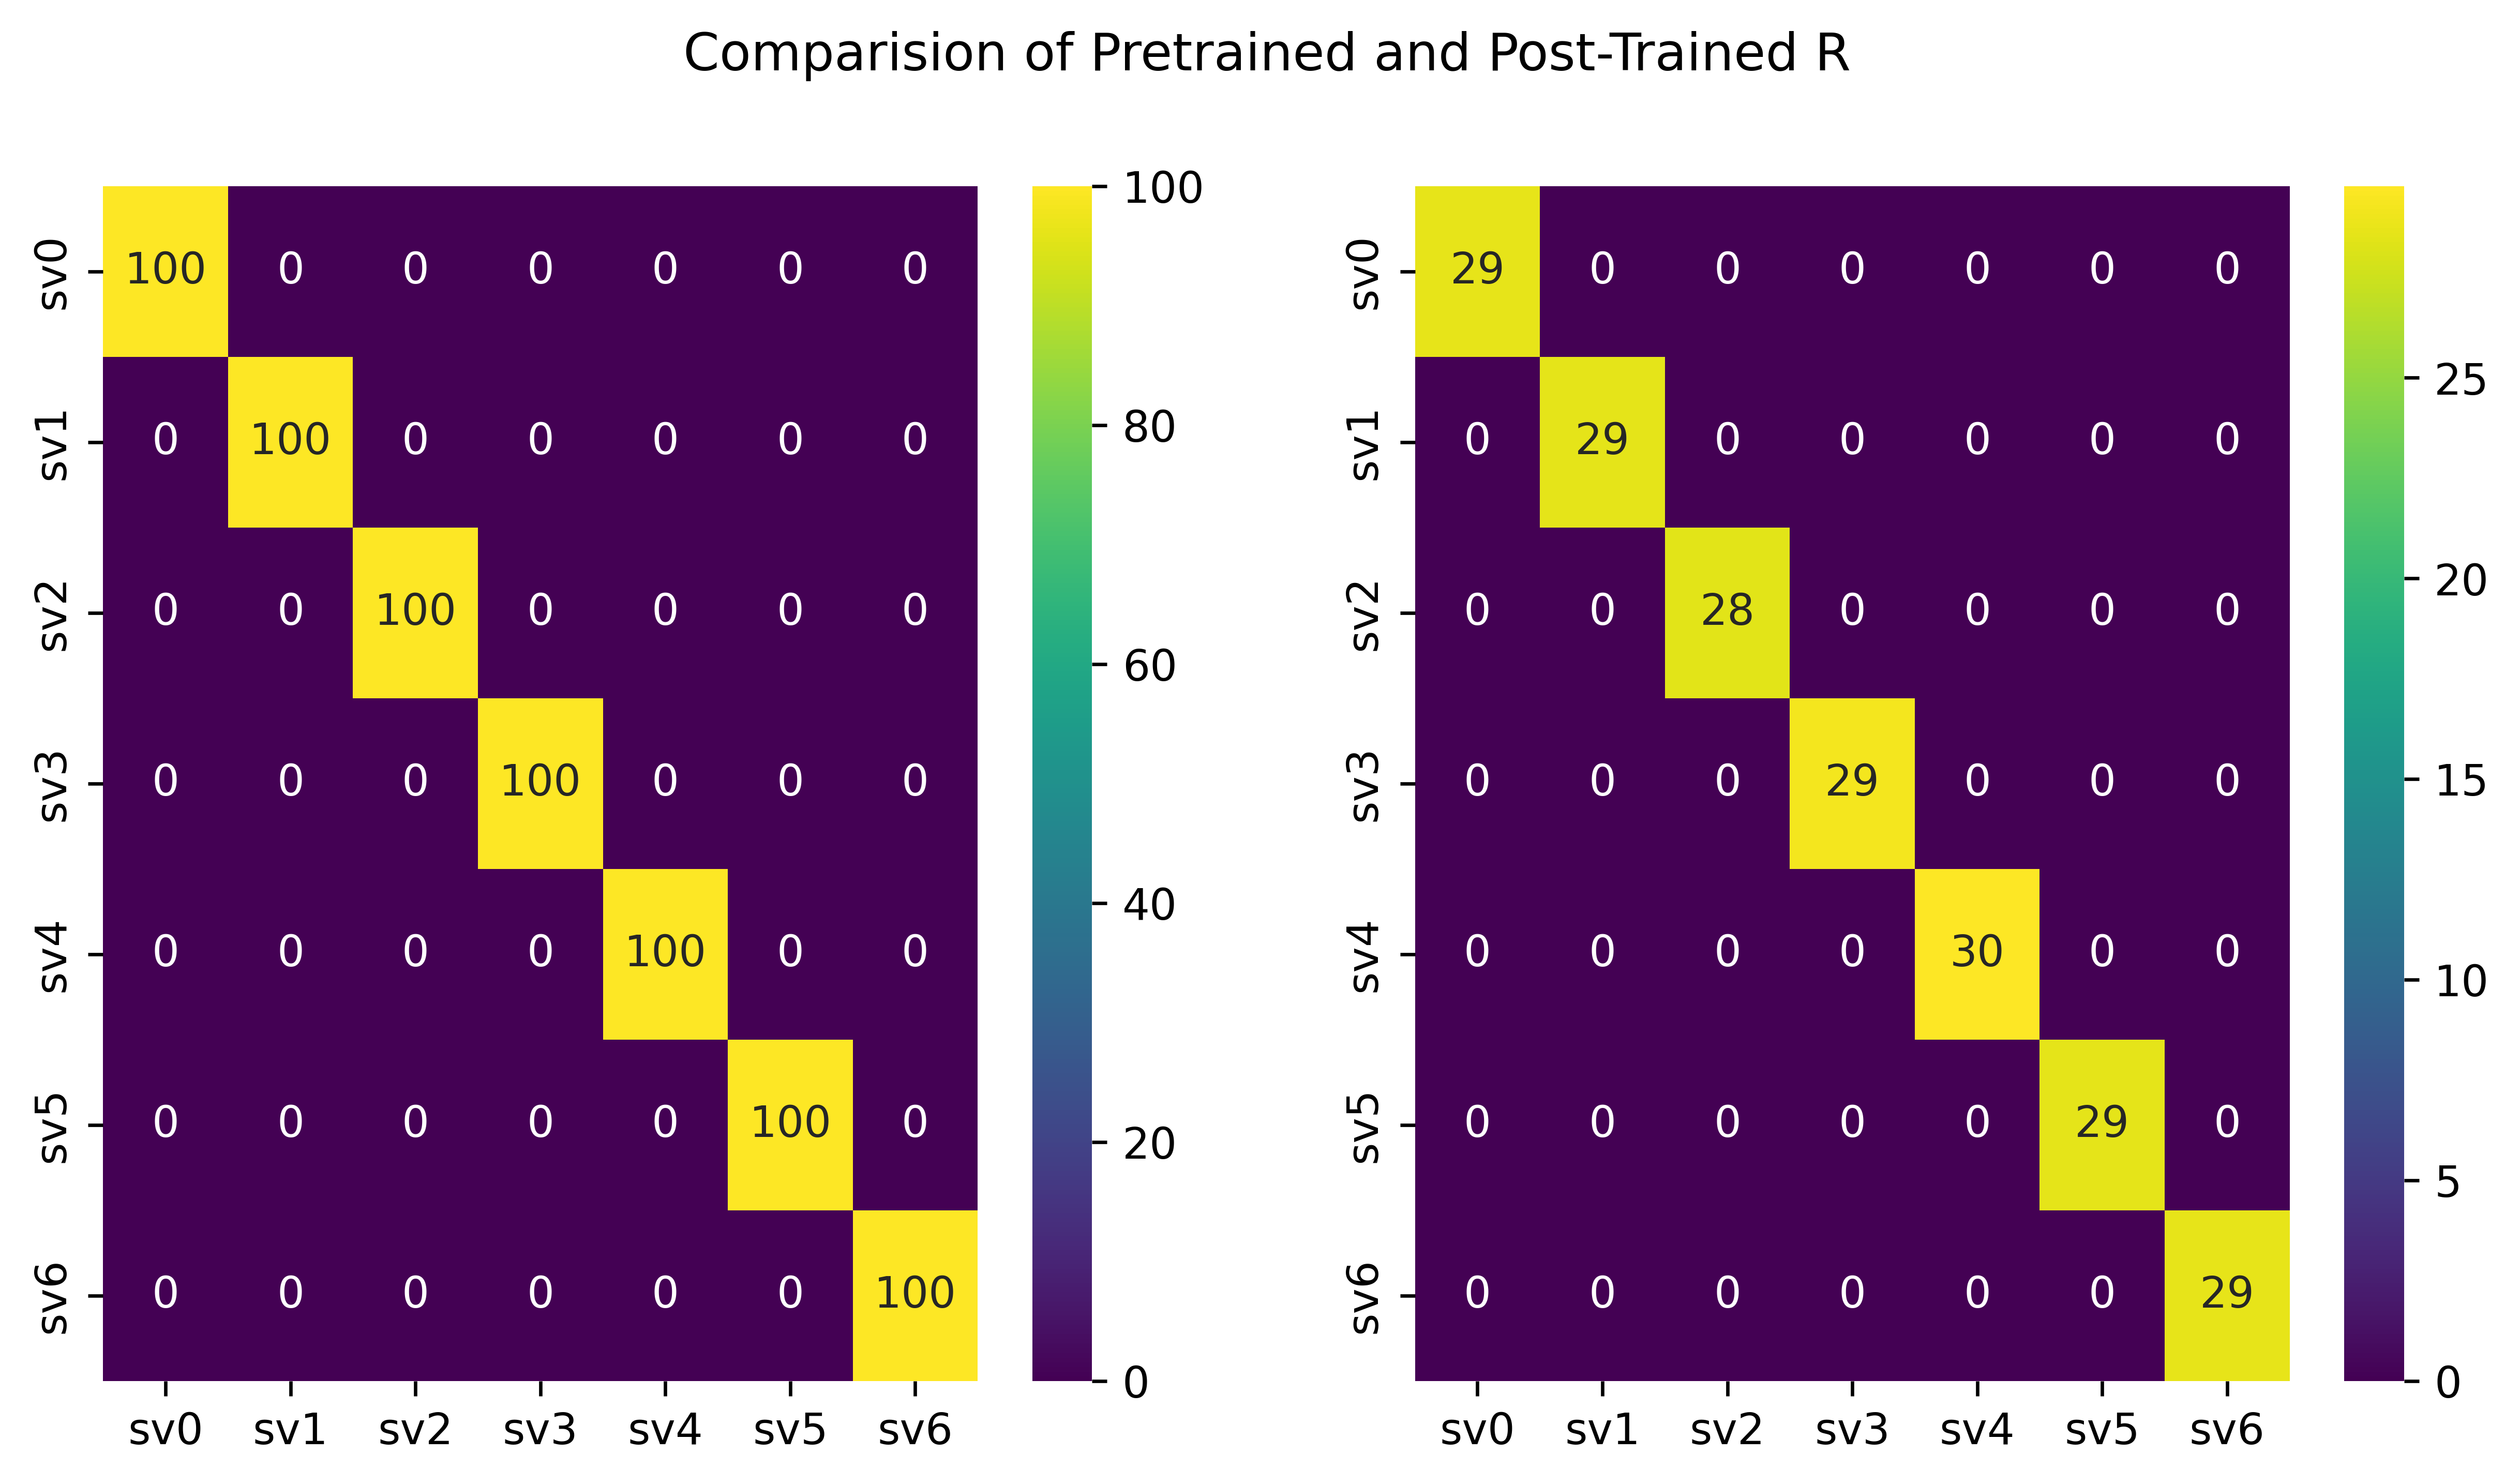 Comparision of Pretrained and Post-Trained R
sv0 100 0 0 0 0 0 0
sv1 0 100 0 0 0 0 0
sv2 0 0 100 0 0 0 0
sv3 0 0 0 100 0 0 0
sv4 0 0 0 0 100 0 0
sv5 0 0 0 0 0 100 0
sv6 0 0 0 0 0 0 100
sv0 sv1 sv2 sv3 sv4 sv5 sv6
100
80
60
40
20
0
sv0 29 0 0 0 0 0 0
sv1 0 29 0 0 0 0 0
sv2 0 0 28 0 0 0 0
sv3 0 0 0 29 0 0 0
sv4 0 0 0 0 30 0 0
sv5 0 0 0 0 0 29 0
sv6 0 0 0 0 0 0 29
sv0 sv1 sv2 sv3 sv4 sv5 sv6
25
20
15
10
5
0